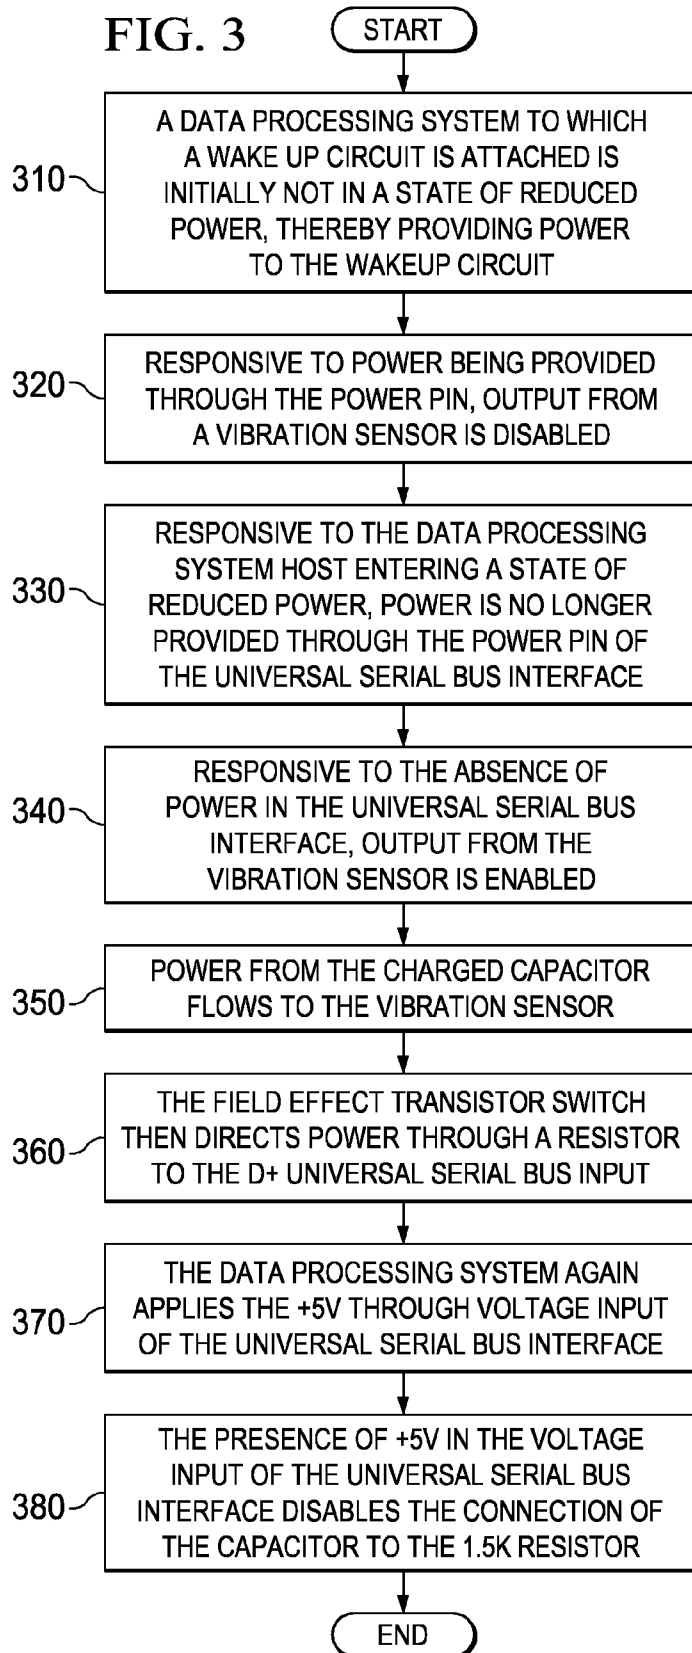 FIG. 3
START
310
A DATA PROCESSING SYSTEM TO WHICH
A WAKE UP CIRCUIT IS ATTACHED IS
INITIALLY NOT IN A STATE OF REDUCED
POWER, THEREBY PROVIDING POWER
TO THE WAKEUP CIRCUIT
320
RESPONSIVE TO POWER BEING PROVIDED
THROUGH THE POWER PIN, OUTPUT FROM
A VIBRATION SENSOR IS DISABLED
330
RESPONSIVE TO THE DATA PROCESSING
SYSTEM HOST ENTERING A STATE OF
REDUCED POWER, POWER IS NO LONGER
PROVIDED THROUGH THE POWER PIN OF
THE UNIVERSAL SERIAL BUS INTERFACE
340
RESPONSIVE TO THE ABSENCE OF
POWER IN THE UNIVERSAL SERIAL BUS
INTERFACE, OUTPUT FROM THE
VIBRATION SENSOR IS ENABLED
350
POWER FROM THE CHARGED CAPACITOR
FLOWS TO THE VIBRATION SENSOR
360
THE FIELD EFFECT TRANSISTOR SWITCH
THEN DIRECTS POWER THROUGH A RESISTOR
TO THE D+ UNIVERSAL SERIAL BUS INPUT
370
THE DATA PROCESSING SYSTEM AGAIN
APPLIES THE +5V THROUGH VOLTAGE INPUT
OF THE UNIVERSAL SERIAL BUS INTERFACE
380
THE PRESENCE OF +5V IN THE VOLTAGE
INPUT OF THE UNIVERSAL SERIAL BUS
INTERFACE DISABLES THE CONNECTION OF
THE CAPACITOR TO THE 1.5K RESISTOR
END